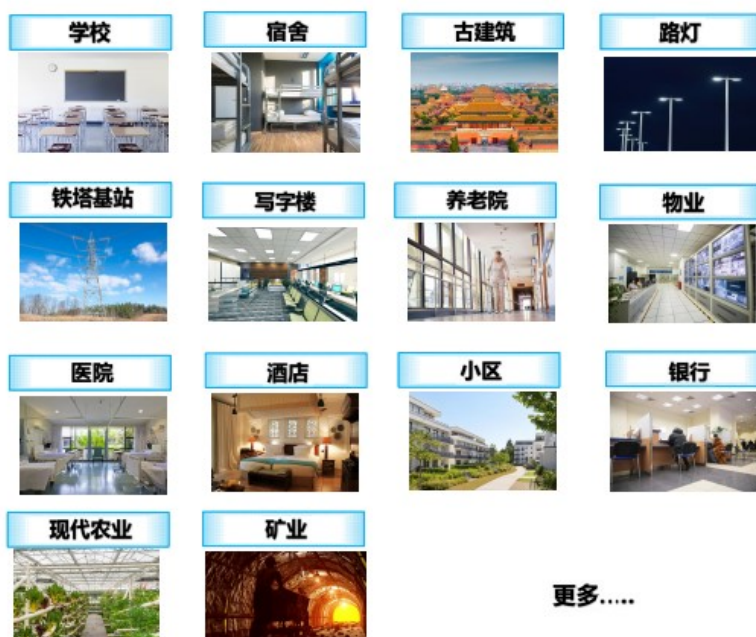 学校
宿舍
古建筑
路灯
铁塔基站
写字楼
养老院
物业
医院
酒店
小区
银行
现代农业
矿业
更多.....